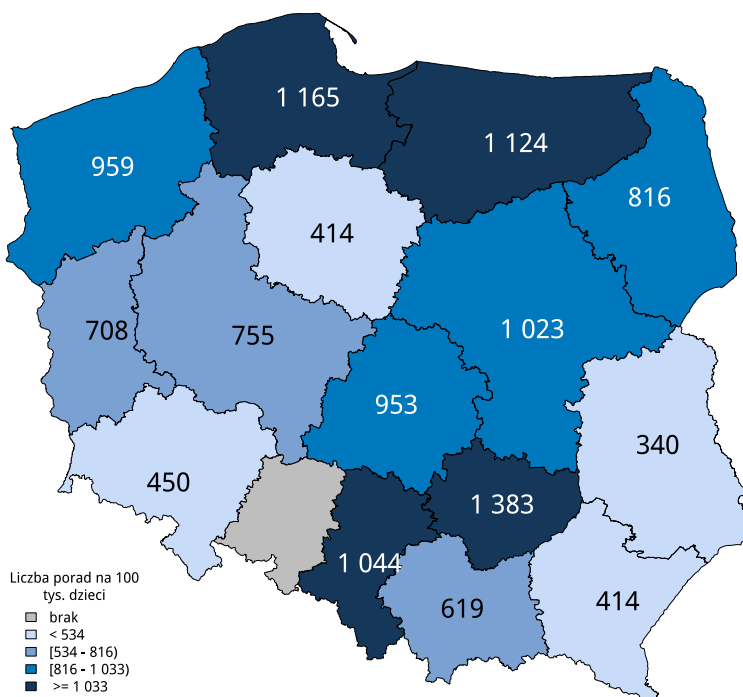 1 165
1 124
959
816
414
708
755
1 023
953
340
450
1 383
1 044
619
414
Liczba porad na 100
tys. dzieci
brak
< 534
[534 - 816)
[816 - 1 033)
>= 1 033